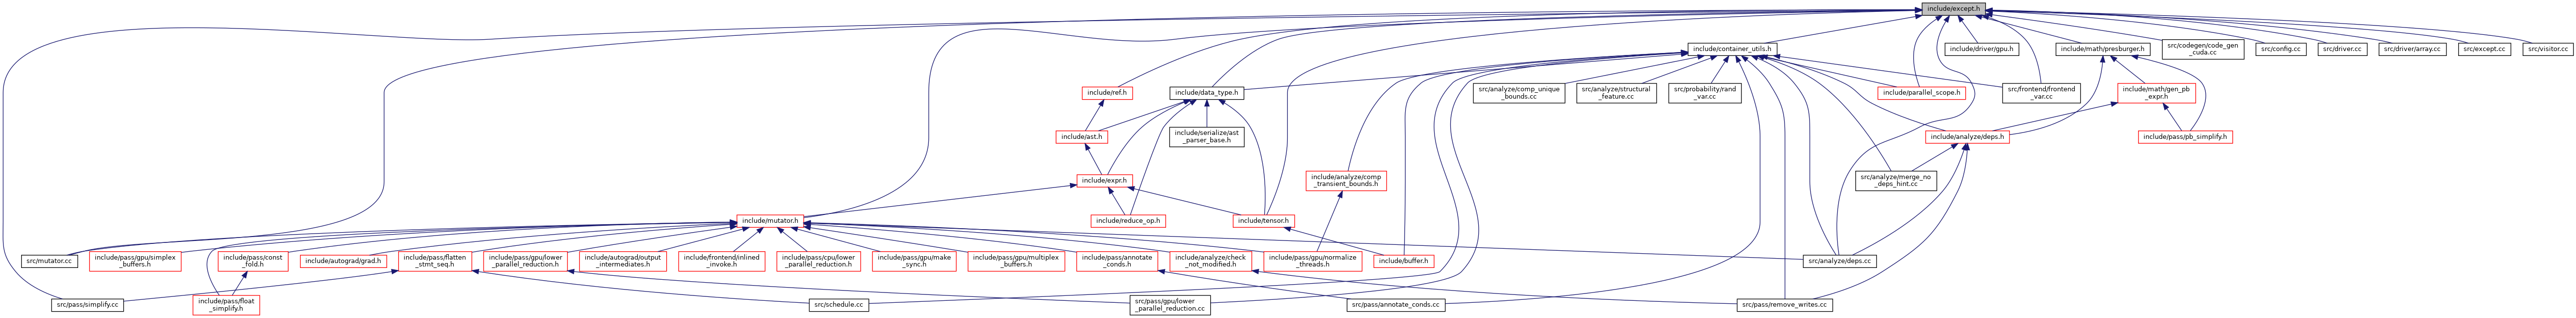 include/except.h
include/container_utils.h
include/driver/gpu.h
include/math/presburger.h
src/codegen/code_gen
_cuda.cc
src/config.cc
src/driver.cc
src/driver/array.cc
src/except.cc
src/visitor.cc
include/ref.h
include/data_type.h
src/analyze/comp_unique
_bounds.cc
src/analyze/structural
_feature.cc
src/probability/rand
_var.cc
include/parallel_scope.h
src/frontend/frontend
_var.cc
include/math/gen_pb
_expr.h
include/ast.h
include/serialize/ast
_parser_base.h
include/analyze/deps.h
include/pass/pb_simplify.h
include/expr.h
include/analyze/comp
_transient_bounds.h
src/analyze/merge_no
_deps_hint.cc
include/mutator.h
include/reduce_op.h
include/tensor.h
src/mutator.cc
include/pass/gpu/simplex
_buffers.h
include/pass/const
_fold.h
include/autograd/grad.h
include/pass/flatten
_stmt_seq.h
include/pass/gpu/lower
_parallel_reduction.h
include/autograd/output
_intermediates.h
include/frontend/inlined
_invoke.h
include/pass/cpu/lower
_parallel_reduction.h
include/pass/gpu/make
_sync.h
include/pass/gpu/multiplex
_buffers.h
include/pass/annotate
_conds.h
include/analyze/check
_not_modified.h
include/pass/gpu/normalize
_threads.h
include/buffer.h
src/analyze/deps.cc
src/pass/simplify.cc
include/pass/float
_simplify.h
src/schedule.cc
src/pass/gpu/lower
_parallel_reduction.cc
src/pass/annotate_conds.cc
src/pass/remove_writes.cc